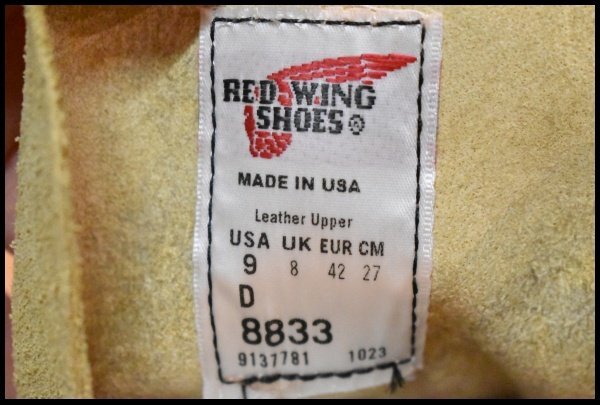 RED WING
SHOES ®
MADE IN USA
Leather Upper
USA UK EUR CM
9 8 42 27
D
8833
9137781 1023